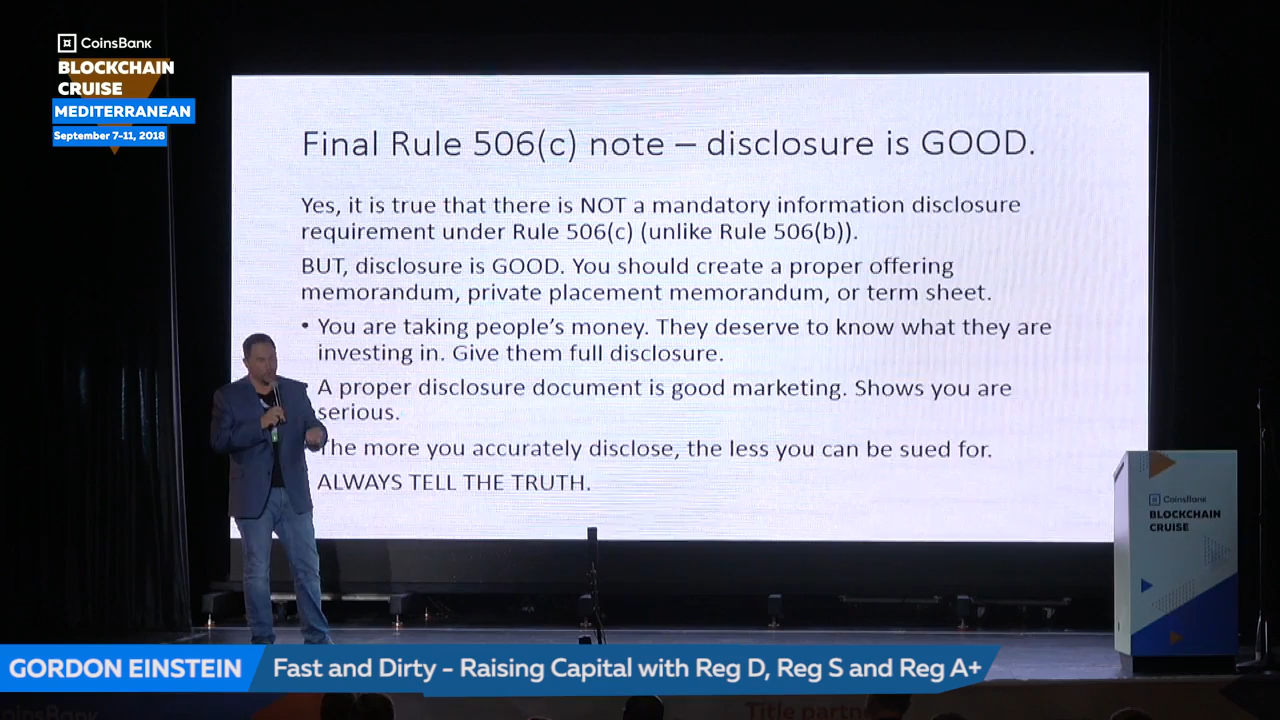 CoinsBank
BLOCKCHAIN
CRUISE
MEDITERRANEAN
September 7-11, 2018
Final Rule 506(c) note – disclosure is GOOD.
Yes, it is true that there is NOT a mandatory information disclosure
requirement under Rule 506(c) (unlike Rule 506(b)).
BUT, disclosure is GOOD. You should create a proper offering
memorandum, private placement memorandum, or term sheet.
• You are taking people's money. They deserve to know what they are
investing in. Give them full disclosure.
A proper disclosure document is good marketing. Shows you are
serious.
The more you accurately disclose, the less you can be sued for.
ALWAYS TELL THE TRUTH.
CoinsBank
BLOCKCHAIN
CRUISE
GORDON EINSTEIN
Fast and Dirty - Raising Capital with Reg D, Reg S and Reg A+
Title